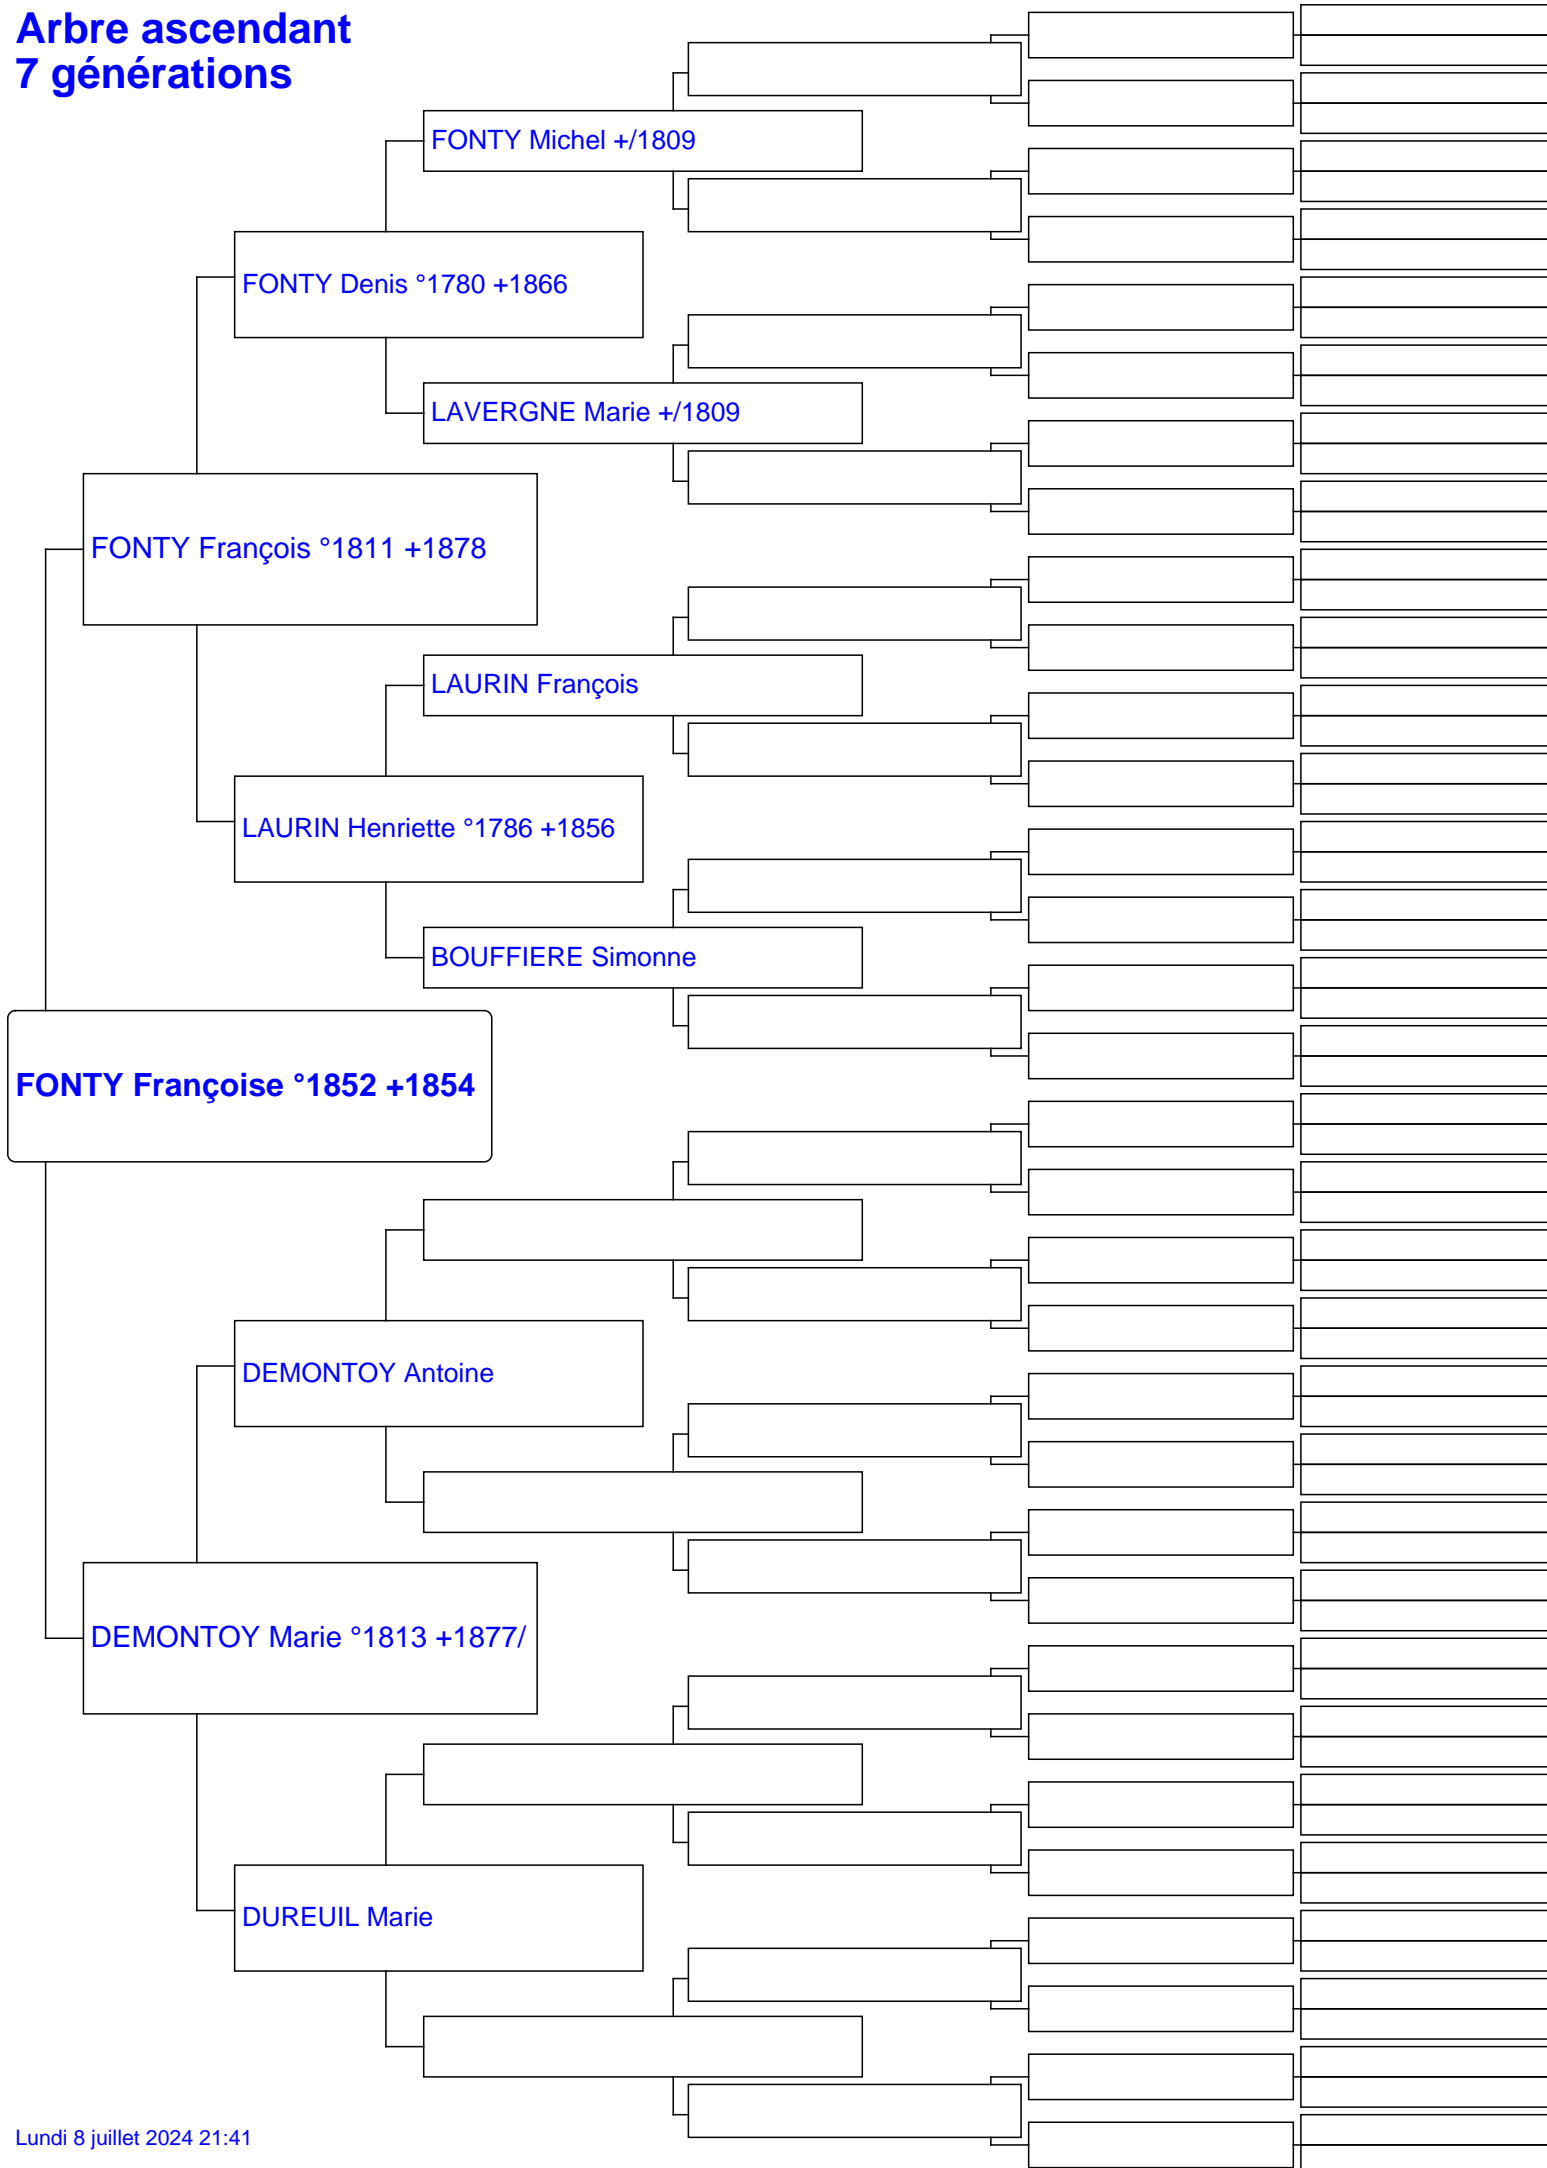 Arbre ascendant
7 générations
FONTY Michel +/1809
FONTY Denis °1780 +1866
LAVERGNE Marie +/1809
FONTY François °1811 +1878
LAURIN François
LAURIN Henriette °1786 +1856
BOUFFIERE Simonne
FONTY Françoise °1852 +1854
DEMONTOY Antoine
DEMONTOY Marie °1813 +1877/
DUREUIL Marie
Lundi 8 juillet 2024 21:41